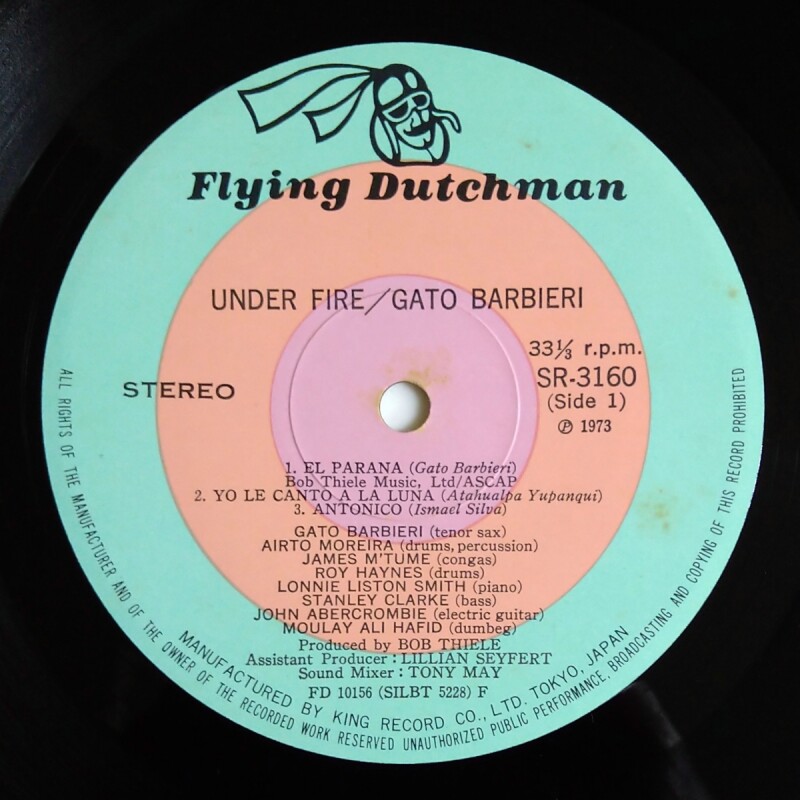 Flying Dutchman
UNDER FIRE/GATO BARBIERI
33⅓ r.p.m.
STEREO
SR-3160
(Side 1)
Ⓟ 1973
1. EL PARANA (Gato Barbieri)
Bob Thiele Music, Ltd/ASCAP
2. YO LE CANTO A LA LUNA (Atahualpa Yupanqui)
3. ANTONICO (Ismael Silva)
GATO BARBIERI (tenor sax)
AIRTO MOREIRA (drums, percussion)
JAMES M'TUME (congas)
ROY HAYNES (drums)
LONNIE LISTON SMITH (piano)
STANLEY CLARKE (bass)
JOHN ABERCROMBIE (electric guitar)
MOULAY ALI HAFID (dumbeg)
Produced by BOB THIELE
Assistant Producer : LILLIAN SEYFERT
Sound Mixer : TONY MAY
FD 10156 (SILBT 5228) F
MANUFACTURED BY KING RECORD CO., LTD. TOKYO, JAPAN
ALL RIGHTS OF THE MANUFACTURER AND OF THE OWNER OF THE RECORDED WORK RESERVED UNAUTHORIZED PUBLIC PERFORMANCE, BROADCASTING AND COPYING OF THIS RECORD PROHIBITED